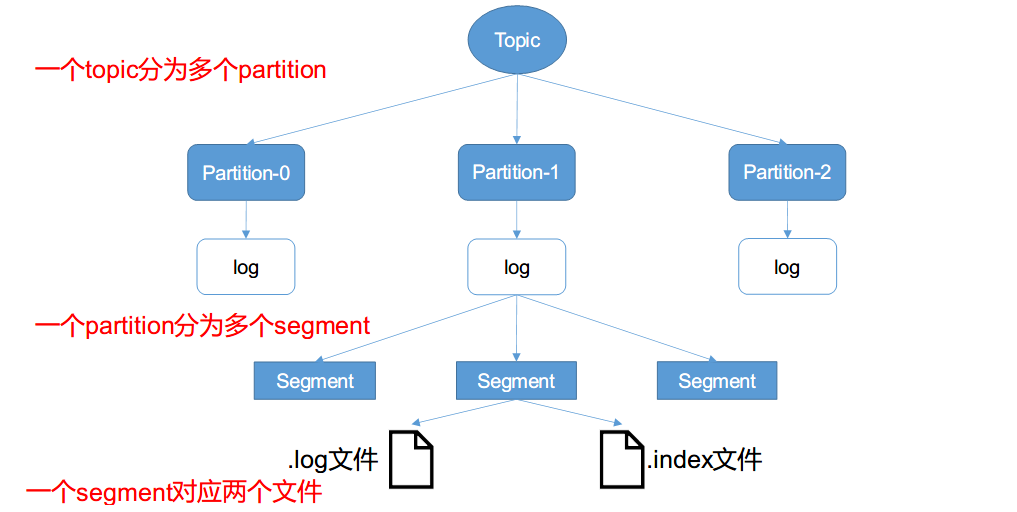 Topic
一个topic分为多个partition
Partition-0
Partition-1
Partition-2
log
log
log
一个partition分为多个segment
Segment
Segment
Segment
.log文件
.index文件
一个segment对应两个文件